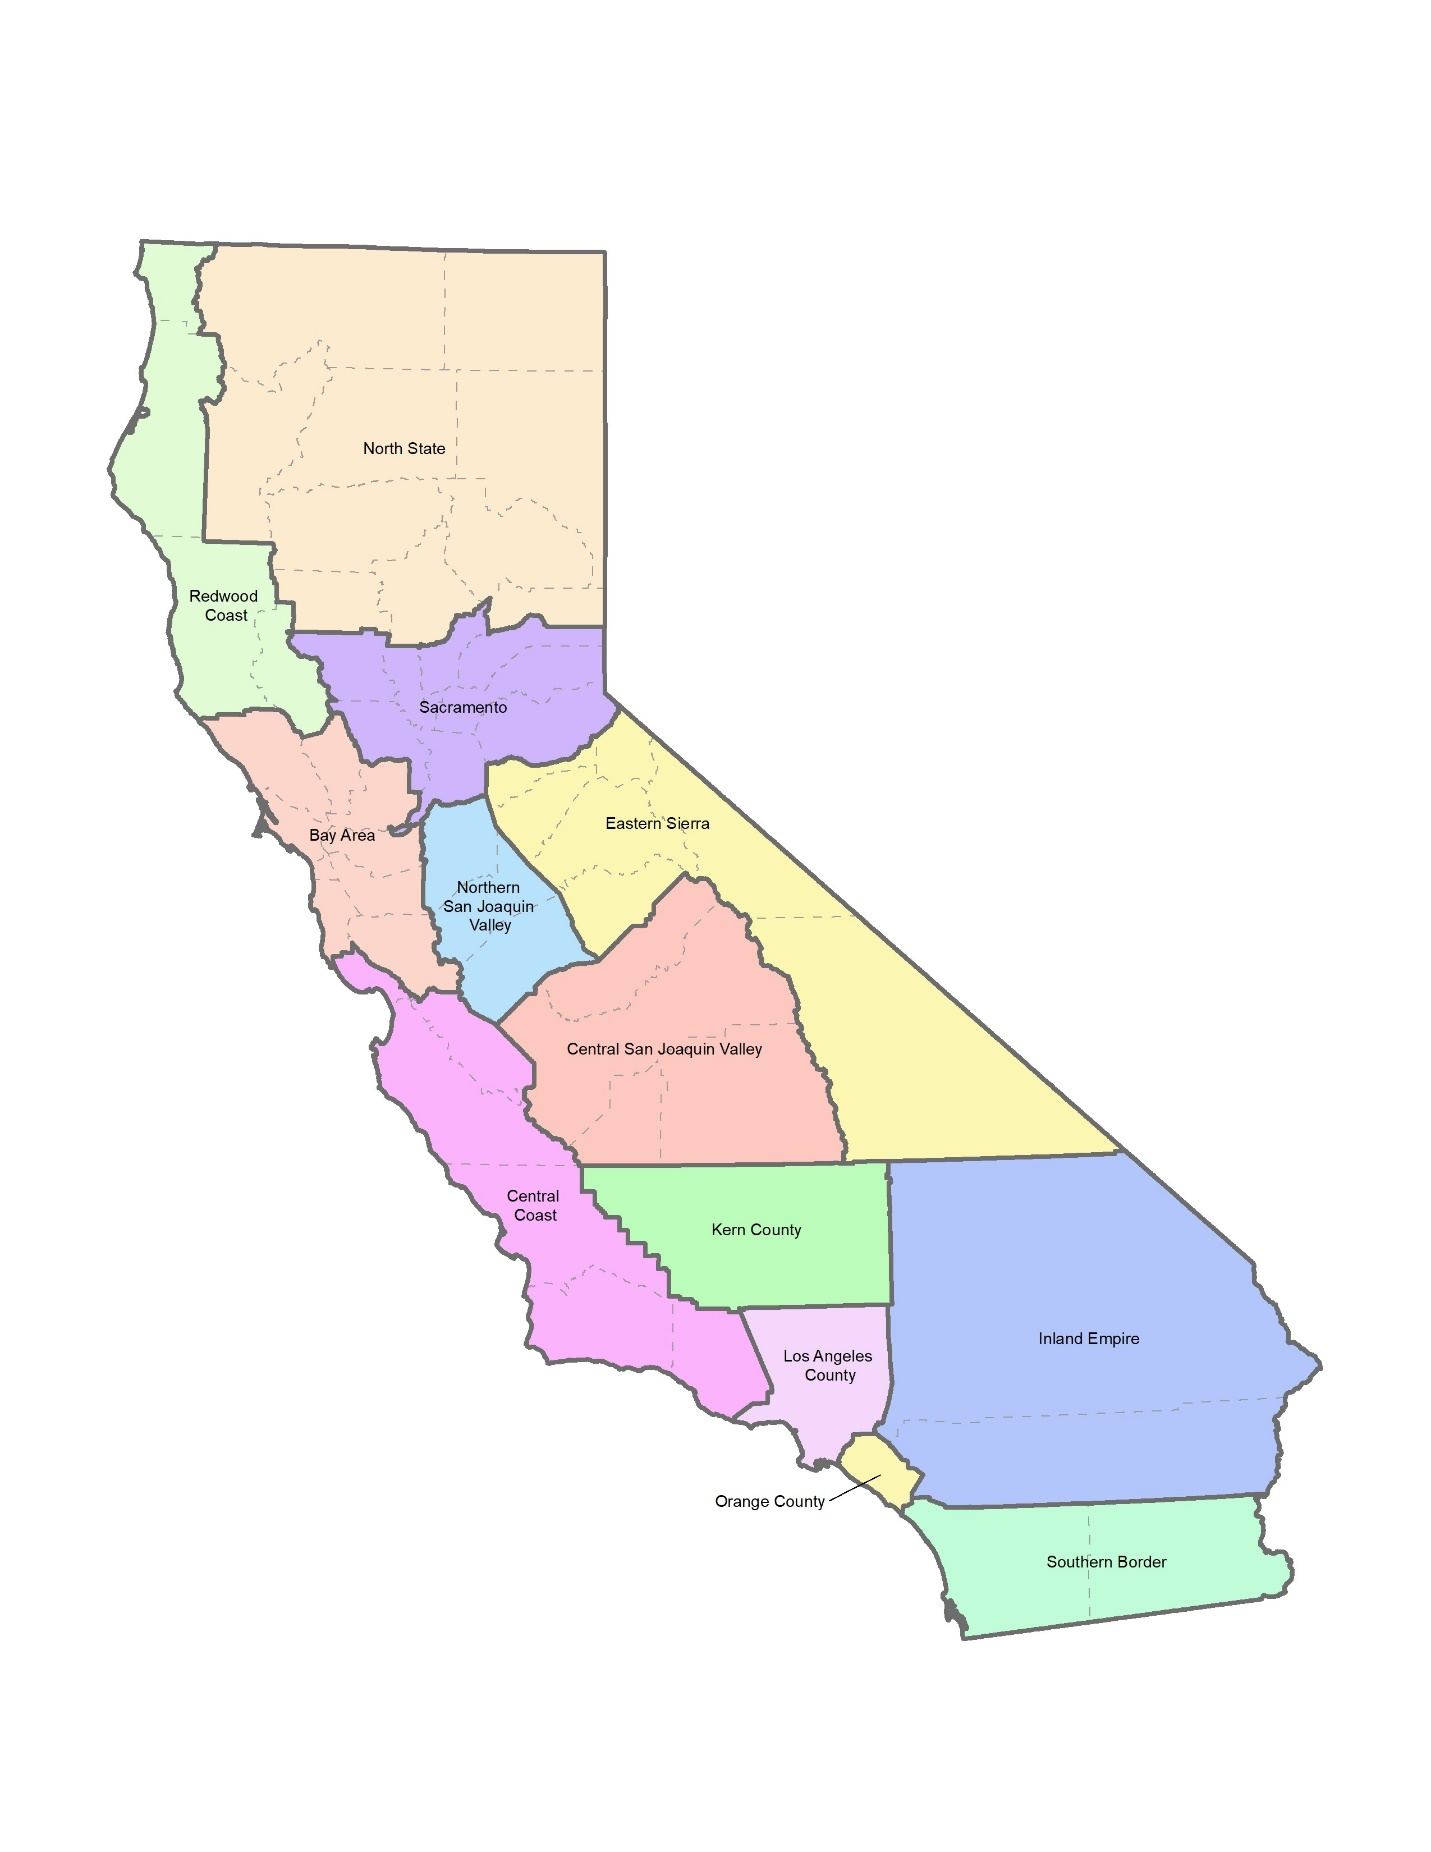 North State
Redwood
Coast
Sacramento
Eastern Sierra
Bay Area
Northern
San Joaquin
Valley
Central San Joaquin Valley
Central
Coast
Kern County
Inland Empire
Los Angeles
County
Orange County
Southern Border